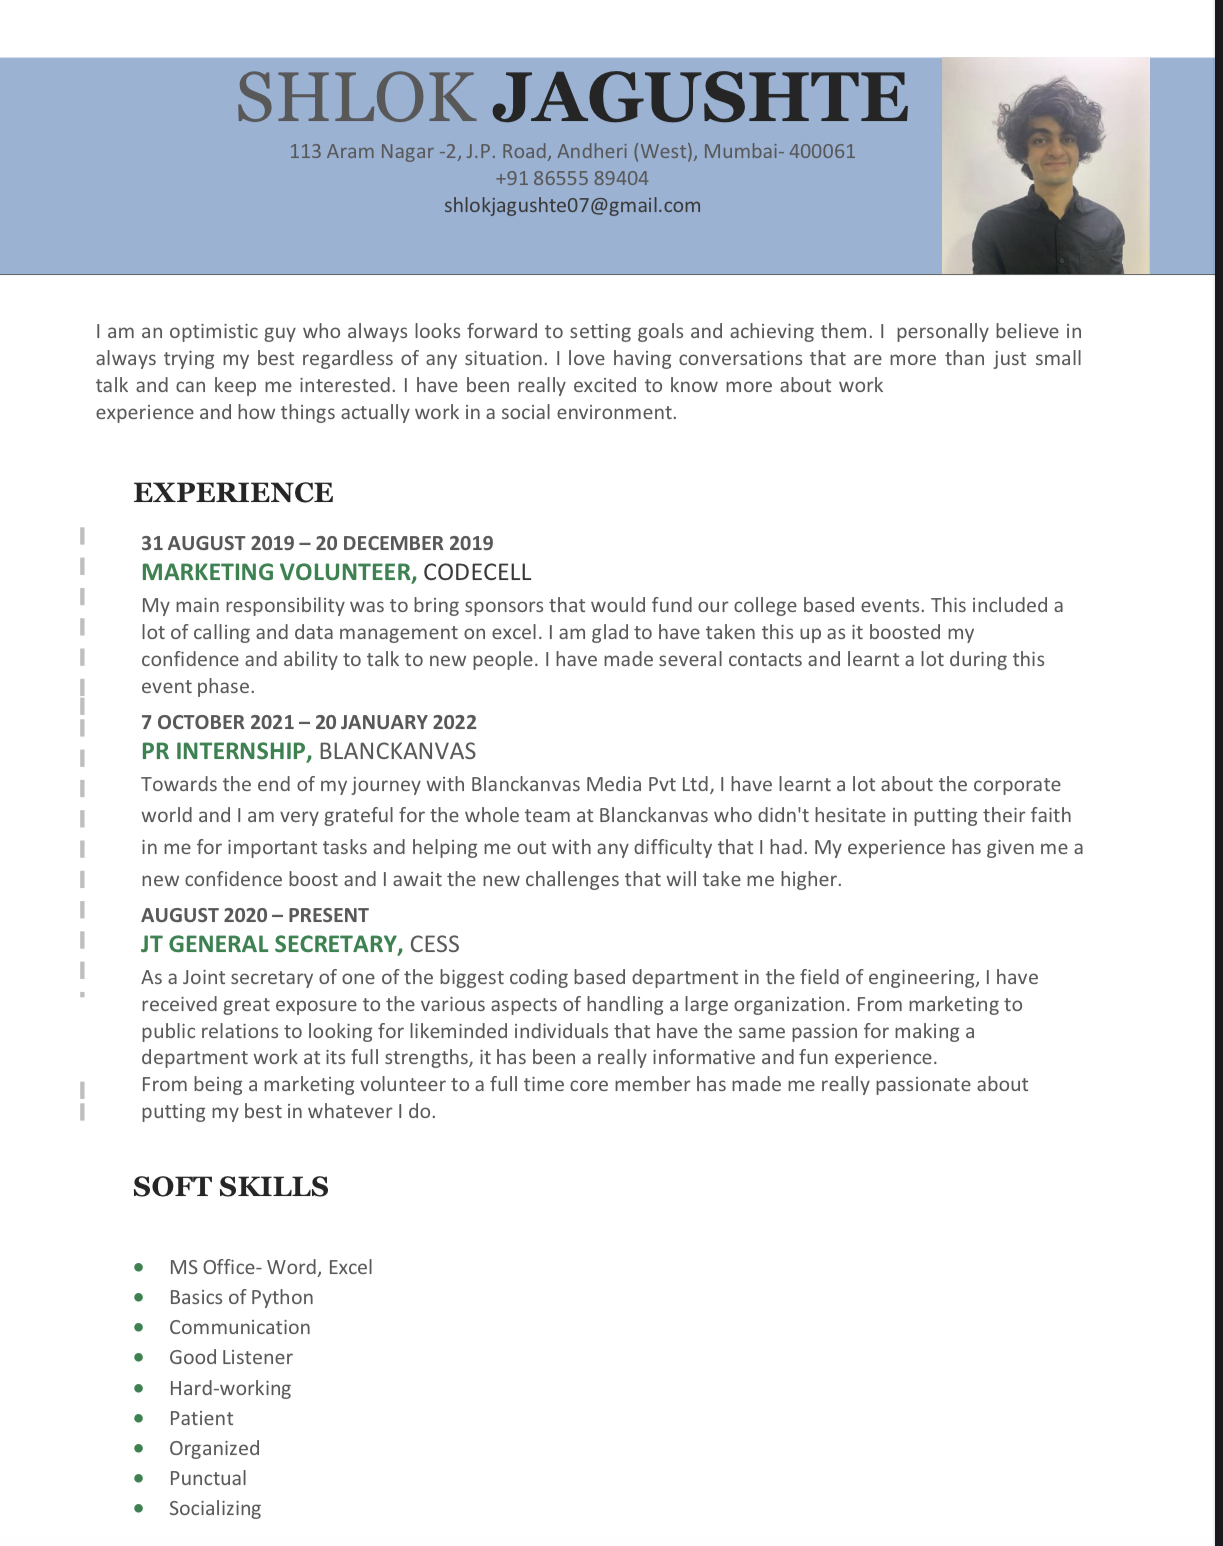 SHLOK JAGUSHTE
113 Aram Nagar -2, J.P. Road, Andheri (West), Mumbai- 400061
+91 86555 89404
shlokjagushte07@gmail.com
I am an optimistic guy who always looks forward to setting goals and achieving them. I personally believe in
always trying my best regardless of any situation. I love having conversations that are more than just small
talk and can keep me interested. I have been really excited to know more about work
experience and how things actually work in a social environment.
EXPERIENCE
31 AUGUST 2019 – 20 DECEMBER 2019
MARKETING VOLUNTEER, CODECELL
My main responsibility was to bring sponsors that would fund our college based events. This included a
lot of calling and data management on excel. I am glad to have taken this up as it boosted my
confidence and ability to talk to new people. I have made several contacts and learnt a lot during this
event phase.
7 OCTOBER 2021 – 20 JANUARY 2022
PR INTERNSHIP, BLANCKANVAS
Towards the end of my journey with Blanckanvas Media Pvt Ltd, I have learnt a lot about the corporate
world and I am very grateful for the whole team at Blanckanvas who didn't hesitate in putting their faith
in me for important tasks and helping me out with any difficulty that I had. My experience has given me a
new confidence boost and I await the new challenges that will take me higher.
AUGUST 2020 – PRESENT
JT GENERAL SECRETARY, CESS
As a Joint secretary of one of the biggest coding based department in the field of engineering, I have
received great exposure to the various aspects of handling a large organization. From marketing to
public relations to looking for likeminded individuals that have the same passion for making a
department work at its full strengths, it has been a really informative and fun experience.
From being a marketing volunteer to a full time core member has made me really passionate about
putting my best in whatever I do.
SOFT SKILLS
• MS Office- Word, Excel
• Basics of Python
• Communication
• Good Listener
• Hard-working
• Patient
• Organized
• Punctual
• Socializing